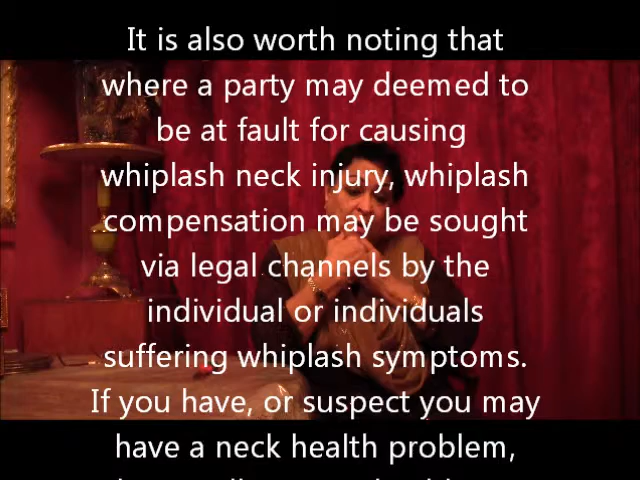 It is also worth noting that
where a party may deemed to
be at fault for causing
whiplash neck injury, whiplash
compensation may be sought
via legal channels by the
individual or individuals
suffering whiplash symptoms.
If you have, or suspect you may
have a neck health problem,